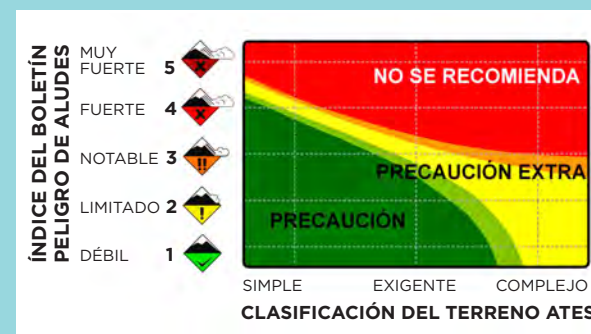 ÍNDICE DEL BOLETÍN
PELIGRO DE ALUDES
MUY
FUERTE 5
FUERTE 4
NOTABLE 3
LIMITADO 2
DÉBIL 1
X
X
!!
!
NO SE RECOMIENDA
PRECAUCIÓN EXTRA
PRECAUCIÓN
SIMPLE EXIGENTE COMPLEJO
CLASIFICACIÓN DEL TERRENO ATES